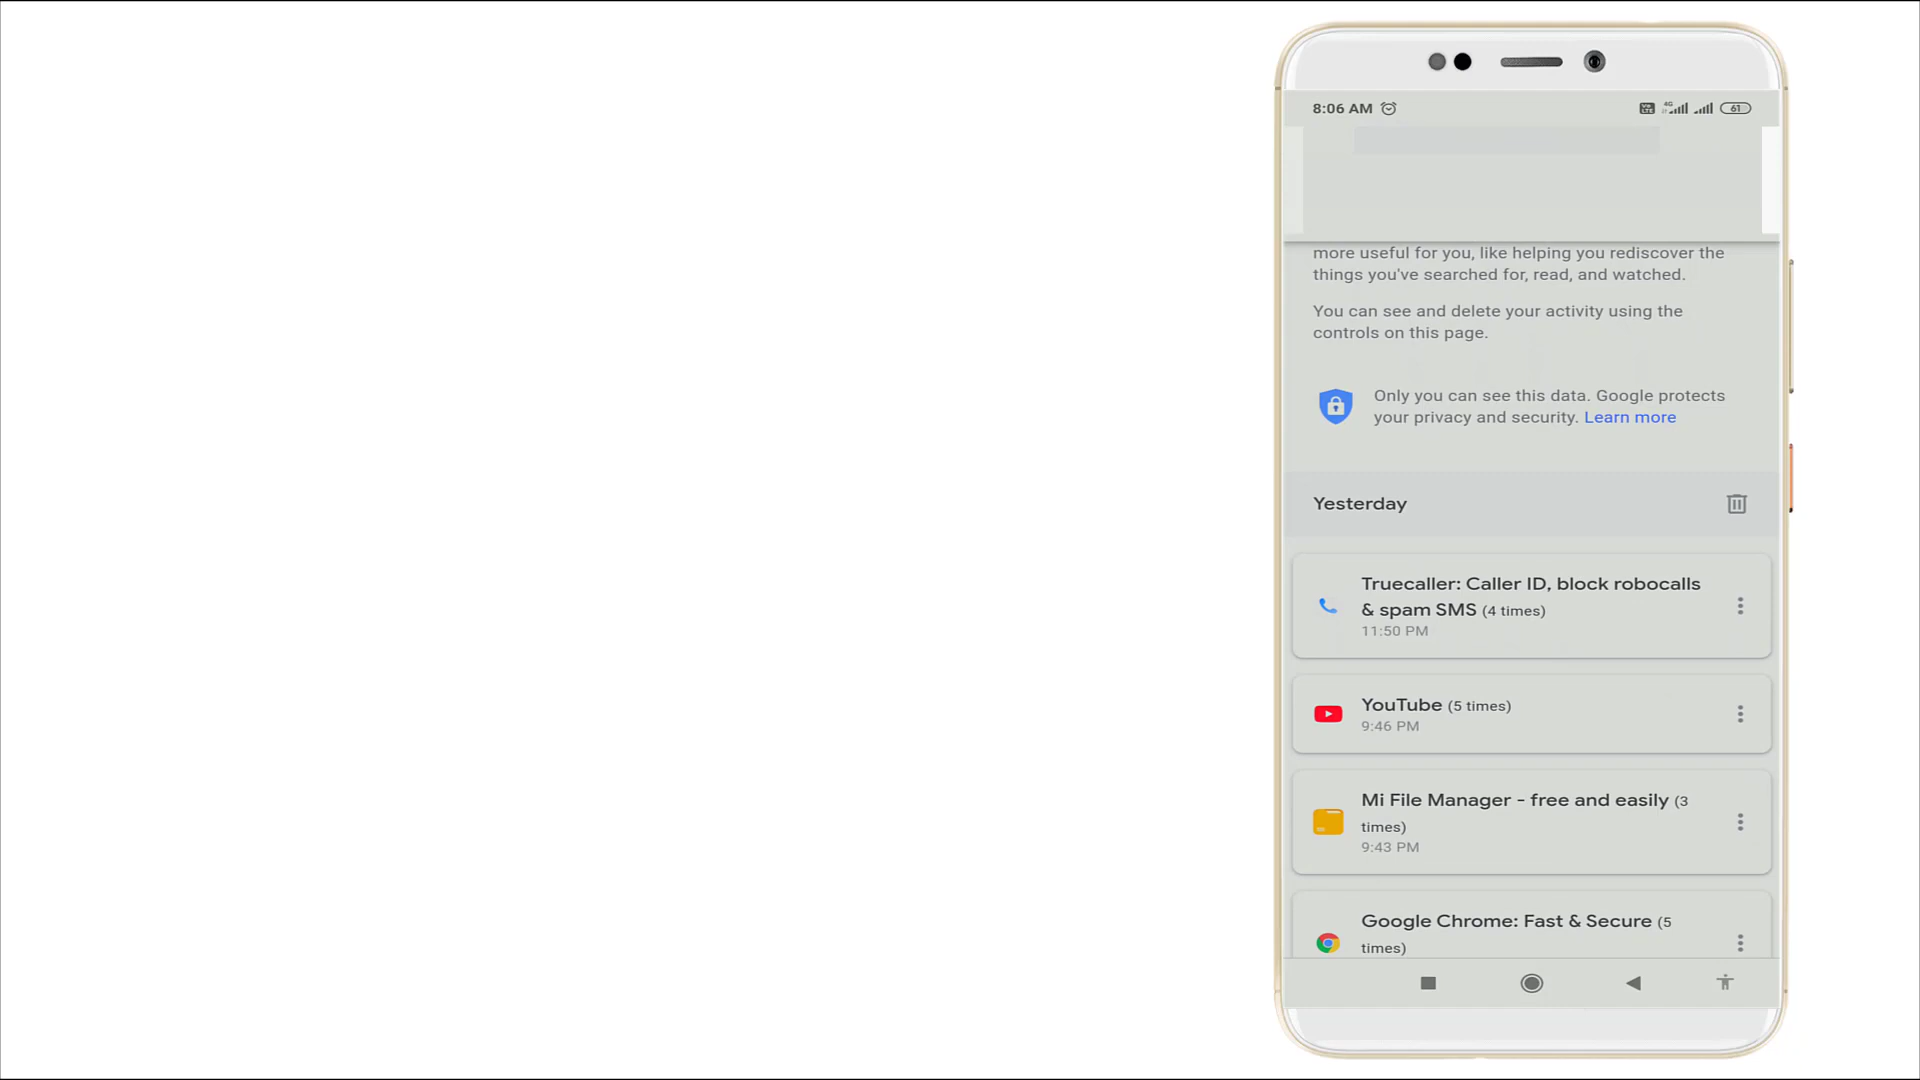 8:06 AM
4G
61
more useful for you, like helping you rediscover the
things you've searched for, read, and watched.
You can see and delete your activity using the
controls on this page.
Only you can see this data. Google protects
your privacy and security. Learn more
Yesterday
Truecaller: Caller ID, block robocalls
& spam SMS (4 times)
11:50 PM
YouTube (5 times)
9:46 PM
Mi File Manager - free and easily (3
times)
9:43 PM
Google Chrome: Fast & Secure (5
times)